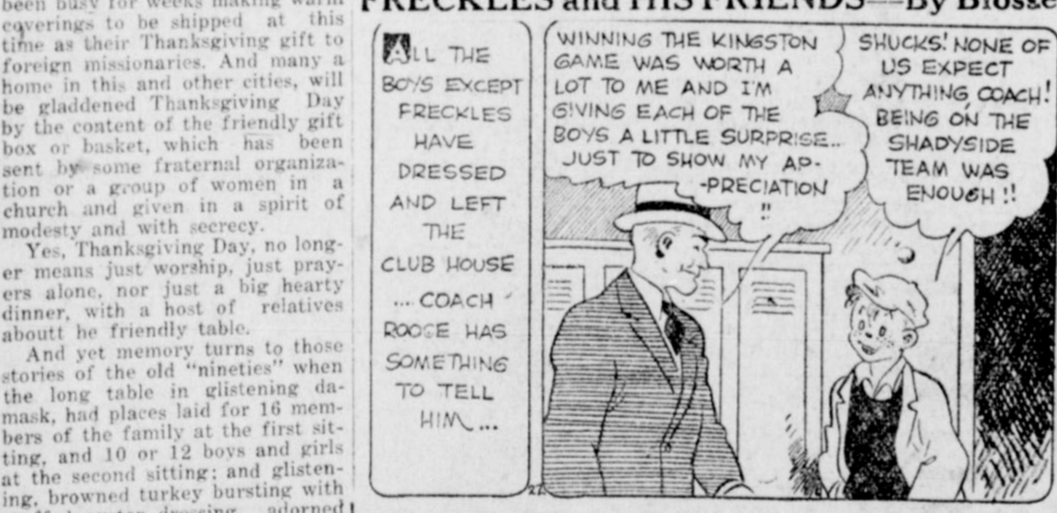 been busy for weeks making warm
coverings to be shipped at this
time as their Thanksgiving gift to
foreign missionaries. And many a
home in this and other cities, will
be gladdened Thanksgiving Day
by the content of the friendly gift
box or basket, which has been
sent by some fraternal organiza-
tion or a group of women in a
church and given in a spirit of
modesty and with secrecy.
Yes, Thanksgiving Day, no long-
er means just worship, just pray-
ers alone, nor just a big hearty
dinner, with a host of relatives
aboutt he friendly table.
And yet memory turns to those
stories of the old "nineties" when
the long table in glistening da-
mask, had places laid for 16 mem-
bers of the family at the first sit-
ting, and 10 or 12 boys and girls
at the second sitting; and glisten-
ing, browned turkey bursting with
dressing, adorned
FRECKLES and HIS FRIENDS—By Blosse
ALL THE
BOYS EXCEPT
FRECKLES
HAVE
DRESSED
AND LEFT
THE
CLUB HOUSE
.... COACH
ROOSE HAS
SOMETHING
TO TELL
HIM ...
WINNING THE KINGSTON
GAME WAS WORTH A
LOT TO ME AND I'M
GIVING EACH OF THE
BOYS A LITTLE SURPRISE..
JUST TO SHOW MY AP-
-PRECIATION
!!
SHUCKS! NONE OF
US EXPECT
ANYTHING, COACH!
BEING ON THE
SHADYSIDE
TEAM WAS
ENOUGH !!